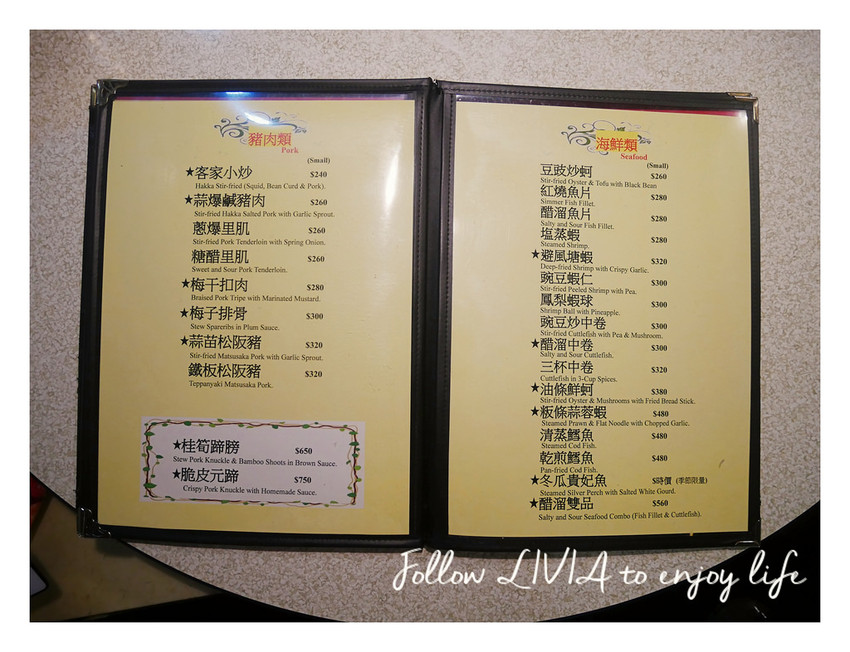 豬肉類
Pork
(Small)
★客家小炒 $240
Hakka Stir-fried (Squid, Bean Curd & Pork).
★蒜爆鹹豬肉 $260
Stir-fried Hakka Salted Pork with Garlic Sprout.
蔥爆里肌 $260
Stir-fried Pork Tenderloin with Spring Onion.
糖醋里肌 $260
Sweet and Sour Pork Tenderloin.
★梅干扣肉 $280
Braised Pork Tripe with Marinated Mustard.
★梅子排骨 $300
Stew Spareribs in Plum Sauce.
★蒜苗松阪豬 $320
Stir-fried Matsusaka Pork with Garlic Sprout.
鐵板松阪豬 $320
Teppanyaki Matsusaka Pork.
★桂筍蹄膀 $650
Stew Pork Knuckle & Bamboo Shoots in Brown Sauce.
★脆皮元蹄 $750
Crispy Pork Knuckle with Homemade Sauce.
海鮮類
Seafood
(Small)
豆豉炒蚵 $260
Stir-fried Oyster & Tofu with Black Bean
紅燒魚片 $280
Simmer Fish Fillet.
醋溜魚片 $280
Salty and Sour Fish Fillet.
塩蒸蝦 $280
Steamed Shrimp.
★避風塘蝦 $320
Deep-fried Shrimp with Crispy Garlic.
豌豆蝦仁 $300
Stir-fried Peeled Shrimp with Pea.
鳳梨蝦球 $300
Shrimp Ball with Pineapple.
豌豆炒中卷 $300
Stir-fried Cuttlefish with Pea & Mushroom.
★醋溜中卷 $300
Salty and Sour Cuttlefish.
三杯中卷 $320
Cuttlefish in 3-Cup Spices.
★油條鮮蚵 $380
Stir-fried Oyster & Mushrooms with Fried Bread Stick.
★粄條蒜蓉蝦 $480
Steamed Prawn & Flat Noodle with Chopped Garlic.
清蒸鱈魚 $480
Steamed Cod Fish.
乾煎鱈魚 $480
Pan-fried Cod Fish.
★冬瓜貴妃魚 $時價 (季節限量)
Steamed Silver Perch with Salted White Gourd.
★醋溜雙品 $560
Salty and Sour Seafood Combo (Fish Fillet & Cuttlefish).
Follow LIVIA to enjoy life